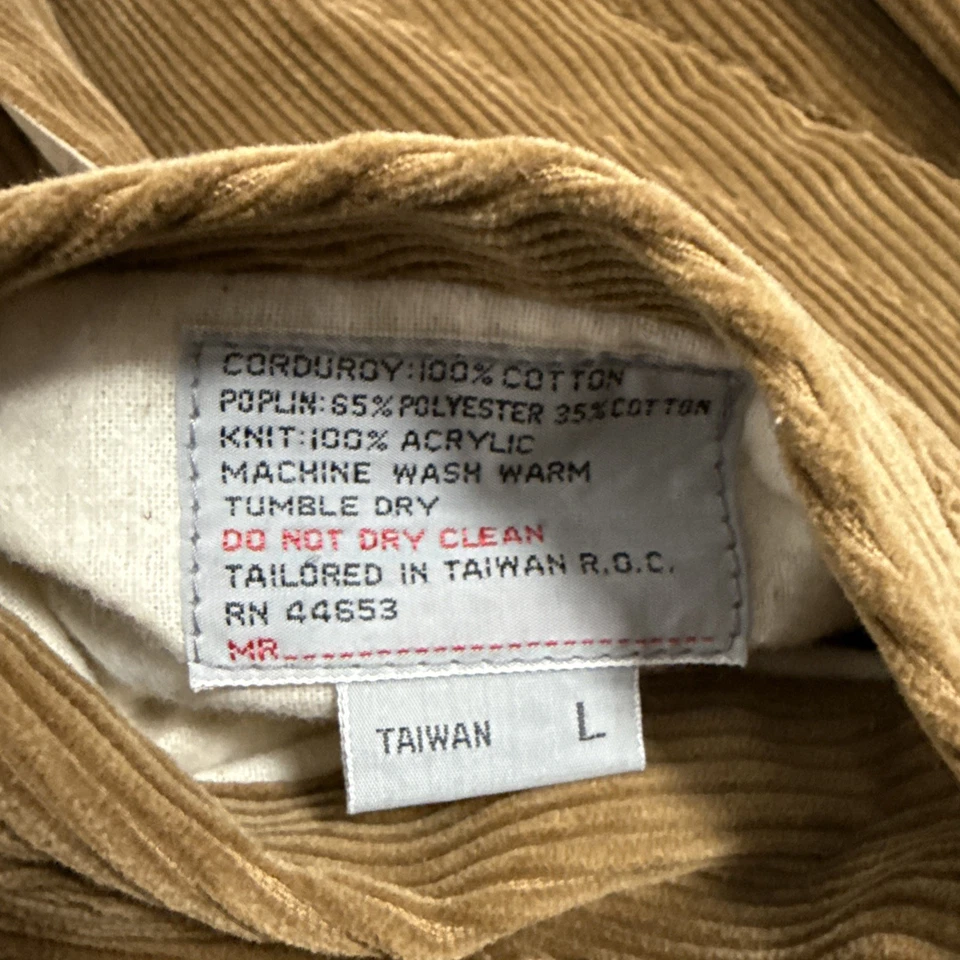 CORDUROY:100% COTTON
POPLIN:65%POLYESTER 35%COTTON
KNIT:100% ACRYLIC
MACHINE WASH WARM
TUMBLE DRY
DO NOT DRY CLEAN
TAILORED IN TAIWAN R.O.C.
RN 44653
MR.
TAIWAN L